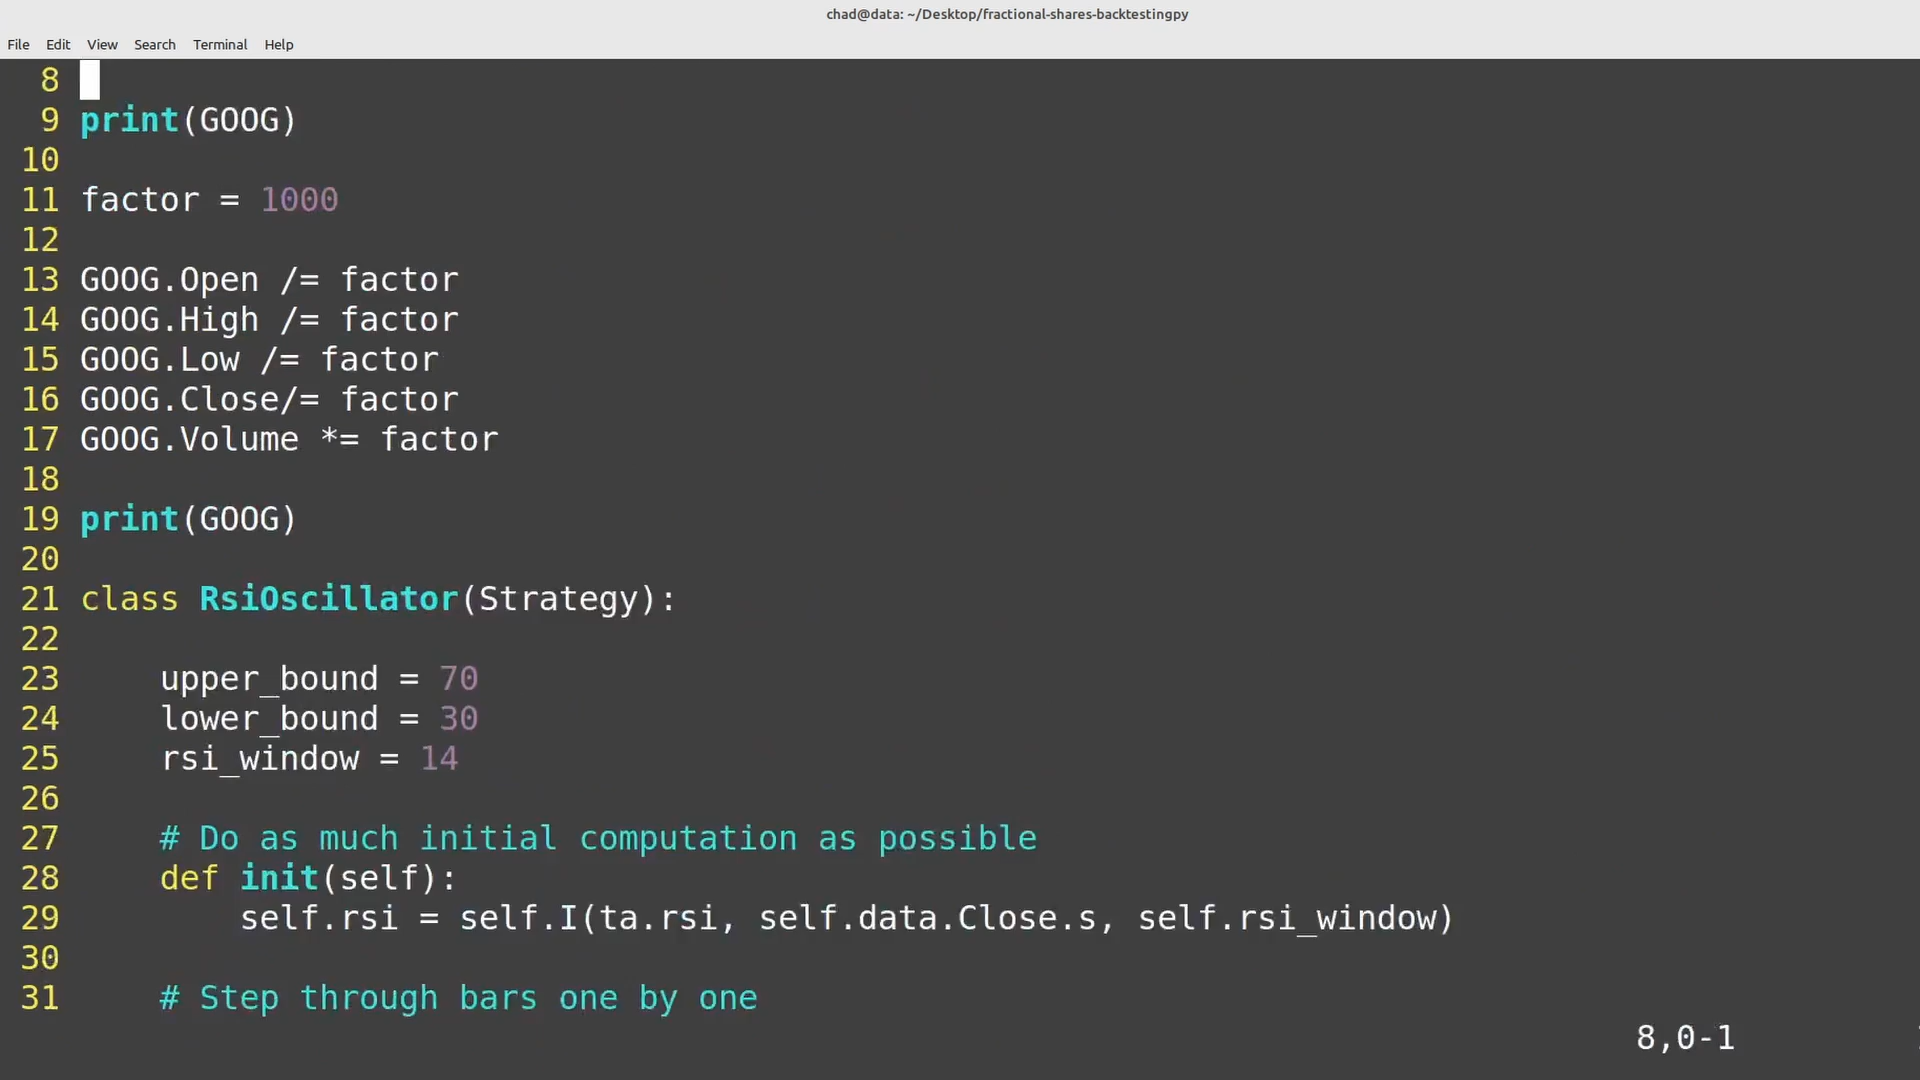 chad@data: ~/Desktop/fractional-shares-backtestingpy
File Edit View Search Terminal Help
8
9 print(GOOG)
10
11 factor = 1000
12
13 GOOG.Open /= factor
14 GOOG.High /= factor
15 GOOG.Low /= factor
16 GOOG.Close/= factor
17 GOOG.Volume *= factor
18
19 print(GOOG)
20
21 class RsiOscillator(Strategy):
22
23     upper_bound = 70
24     lower_bound = 30
25     rsi_window = 14
26
27     # Do as much initial computation as possible
28     def init(self):
29         self.rsi = self.I(ta.rsi, self.data.Close.s, self.rsi_window)
30
31     # Step through bars one by one
8,0-1